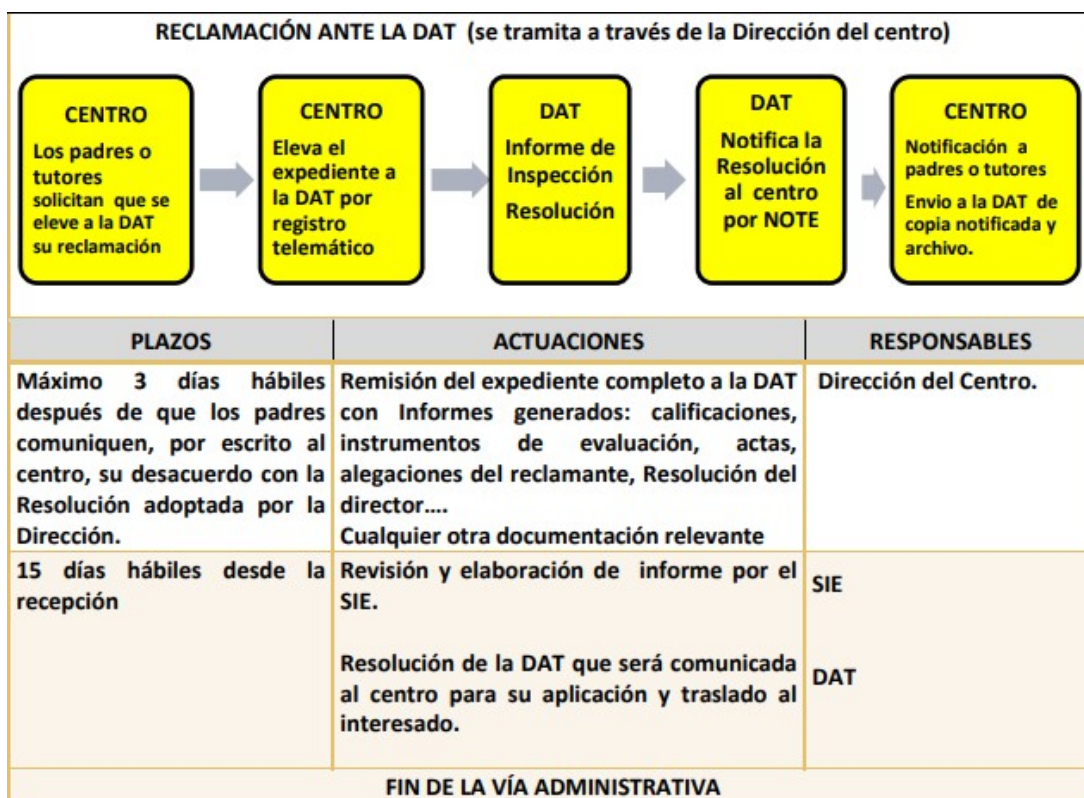 RECLAMACIÓN ANTE LA DAT (se tramita a través de la Dirección del centro)
CENTRO
Los padres o
tutores
solicitan que se
eleve a la DAT
su reclamación
CENTRO
Eleva el
expediente a
la DAT por
registro
telemático
DAT
Informe de
Inspección
Resolución
DAT
Notifica la
Resolución
al centro
por NOTE
CENTRO
Notificación a
padres o tutores
Envio a la DAT de
copia notificada y
archivo.
PLAZOS
ACTUACIONES
RESPONSABLES
Máximo 3 días hábiles
después de que los padres
comuniquen, por escrito al
centro, su desacuerdo con la
Resolución adoptada por la
Dirección.
Remisión del expediente completo a la DAT
con Informes generados: calificaciones,
instrumentos de evaluación, actas,
alegaciones del reclamante, Resolución del
director....
Cualquier otra documentación relevante
Dirección del Centro.
15 días hábiles desde la
recepción
Revisión y elaboración de informe por el
SIE.
Resolución de la DAT que será comunicada
al centro para su aplicación y traslado al
interesado.
SIE
DAT
FIN DE LA VÍA ADMINISTRATIVA